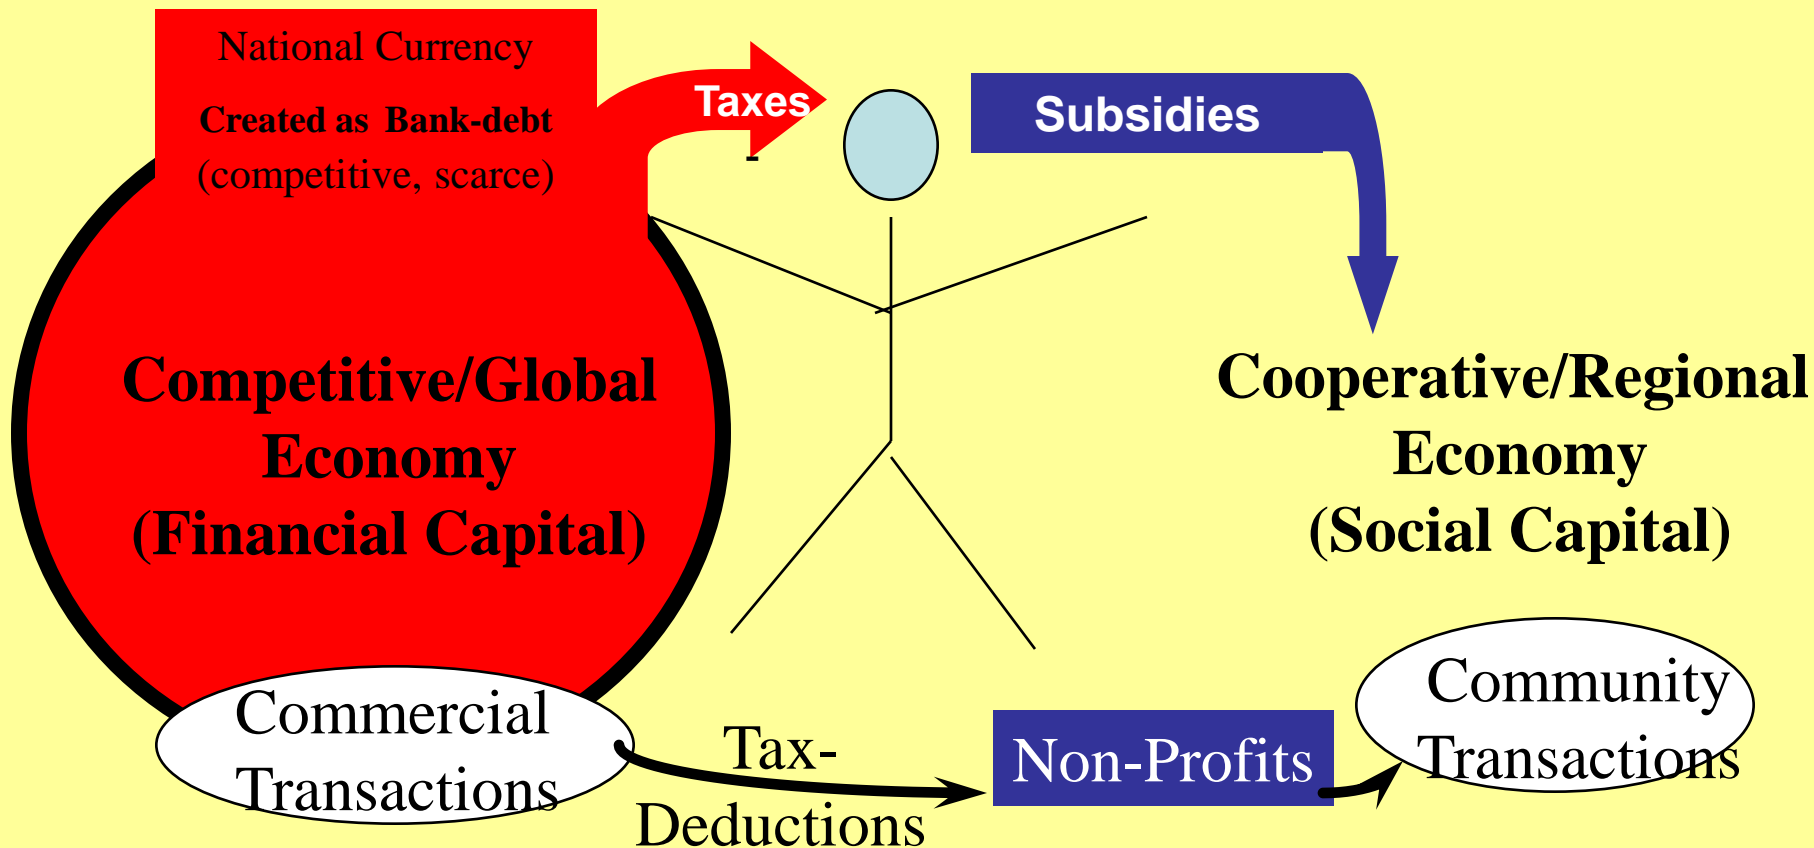 National Currency
Created as Bank-debt
(competitive, scarce)
Taxes
-
Subsidies
Competitive/Global
Economy
(Financial Capital)
Cooperative/Regional
Economy
(Social Capital)
Commercial
Transactions
Tax-
Deductions
Non-Profits
Community
Transactions